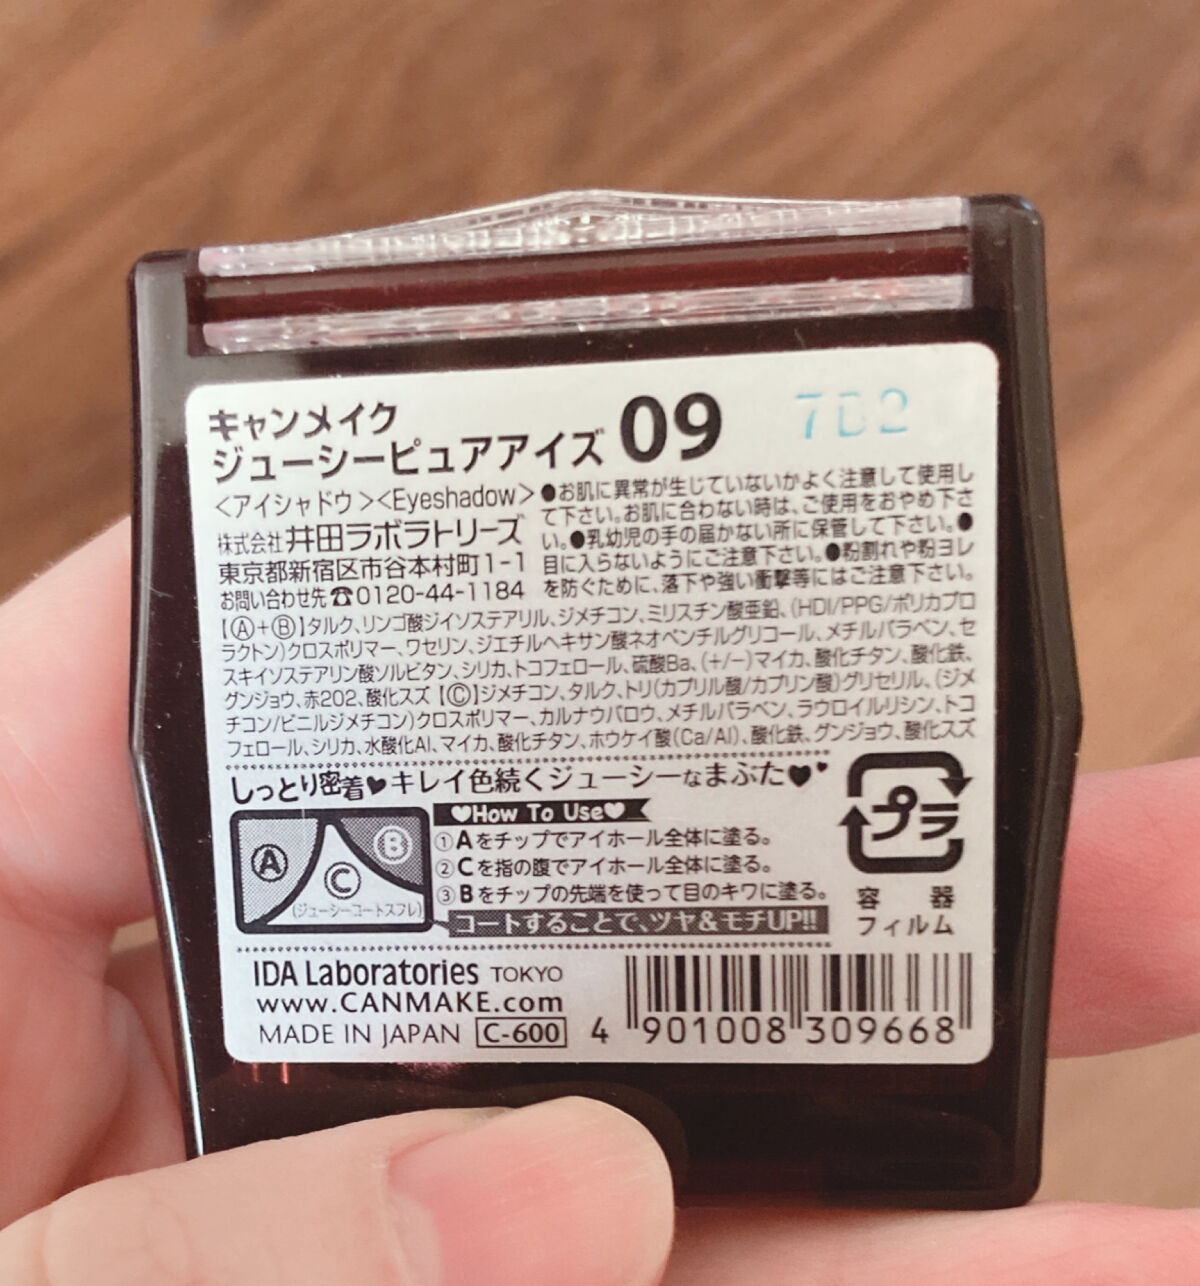 キャンメイク
ジューシーピュアアイズ 09
7B2
<アイシャドウ><Eyeshadow>
株式会社 井田ラボラトリーズ
東京都新宿区市谷本村町1-1
お問い合わせ先☎0120-44-1184
●お肌に異常が生じていないかよく注意して使用し
て下さい。お肌に合わない時は、ご使用をおやめ下さ
い。●乳幼児の手の届かない所に保管して下さい。●
目に入らないようにご注意下さい。●粉割れや粉ヨレ
を防ぐために、落下や強い衝撃等にはご注意下さい。
【Ⓐ+Ⓑ】タルク、リンゴ酸ジイソステアリル、ジメチコン、ミリスチン酸亜鉛、(HDI/PPG/ポリカプロ
ラクトン)クロスポリマー、ワセリン、ジエチルヘキサン酸ネオペンチルグリコール、メチルパラベン、セ
スキイソステアリン酸ソルビタン、シリカ、トコフェロール、硫酸Ba、(+/−)マイカ、酸化チタン、酸化鉄、
グンジョウ、赤202、酸化スズ【Ⓒ】ジメチコン、タルク、トリ(カプリル酸/カプリン酸)グリセリル、(ジメ
チコン/ビニルジメチコン)クロスポリマー、カルナウバロウ、メチルパラベン、ラウロイルリシン、トコ
フェロール、シリカ、水酸化Al、マイカ、酸化チタン、ホウケイ酸(Ca/Al)、酸化鉄、グンジョウ、酸化スズ
しっとり密着♥キレイ色続くジューシーなまぶた♥♥
Ⓐ
Ⓑ
Ⓒ
(ジューシーコートスフレ)
♥How To Use♥
①Aをチップでアイホール全体に塗る。
②Cを指の腹でアイホール全体に塗る。
③Bをチップの先端を使って目のキワに塗る。
コートすることで、ツヤ&モチUP!!
プラ
容器
フィルム
IDA Laboratories TOKYO
www.CANMAKE.com
MADE IN JAPAN C-600
4 901008 309668